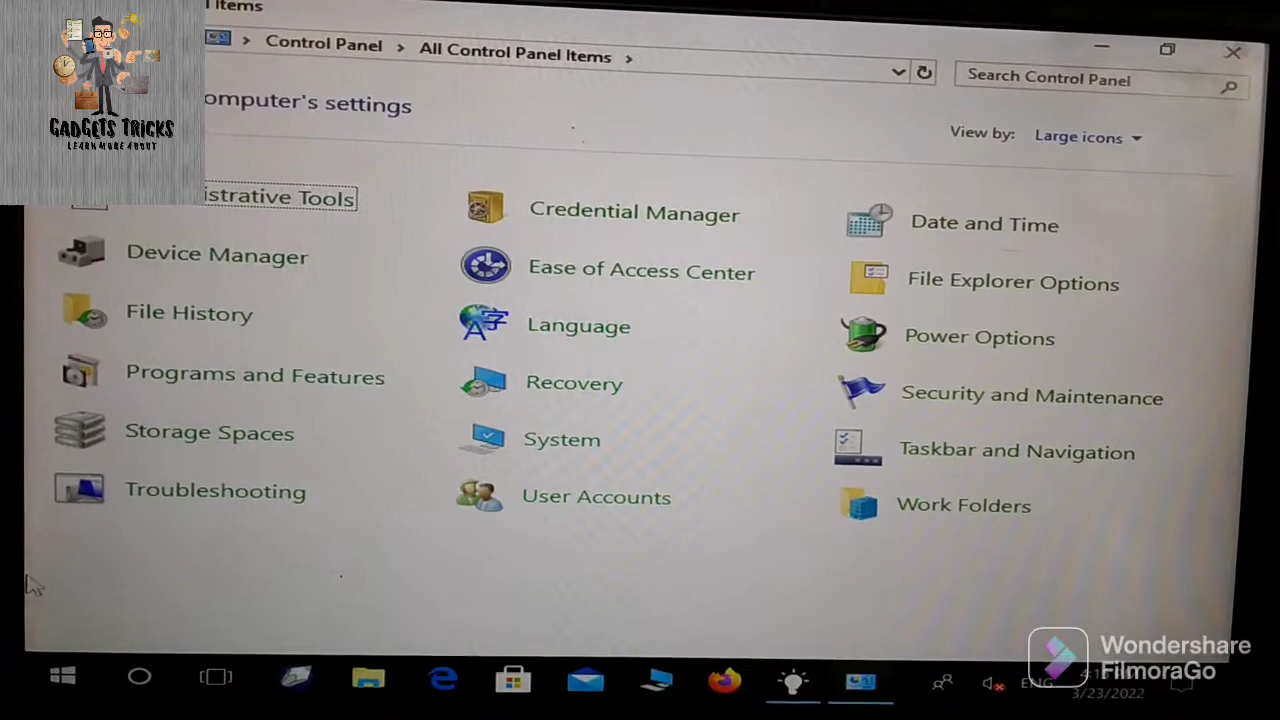 Items
Control Panel > All Control Panel Items >
Search Control Panel
GADGETS TRICKS
LEARN MORE ABOUT
omputer's settings
View by: Large icons
istrative Tools
Credential Manager
Date and Time
Device Manager
Ease of Access Center
File Explorer Options
File History
Language
Power Options
Programs and Features
Recovery
Security and Maintenance
Storage Spaces
System
Taskbar and Navigation
Troubleshooting
User Accounts
Work Folders
Wondershare
FilmoraGo
ENG
3/23/2022